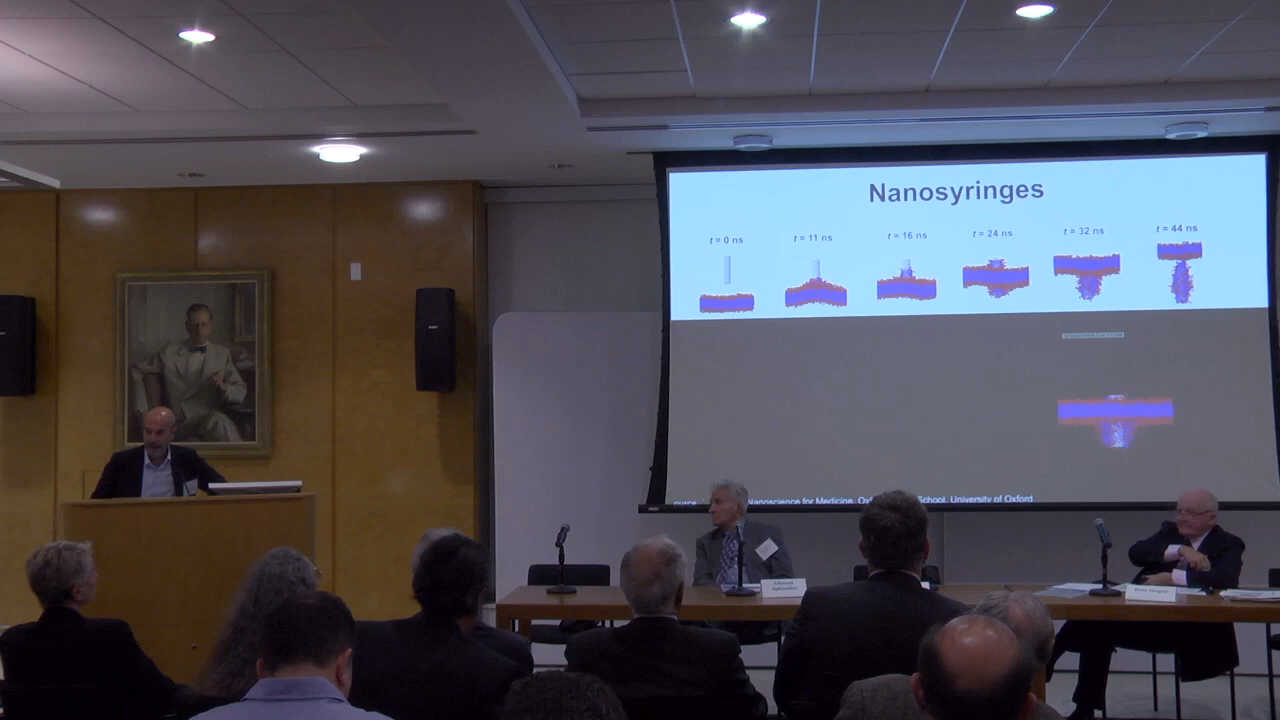 Nanosyringes
t = 0 ns
t = 11 ns
t = 16 ns
t = 24 ns
t = 32 ns
t = 44 ns
Nanoscience for Medicine, School, University of Oxford